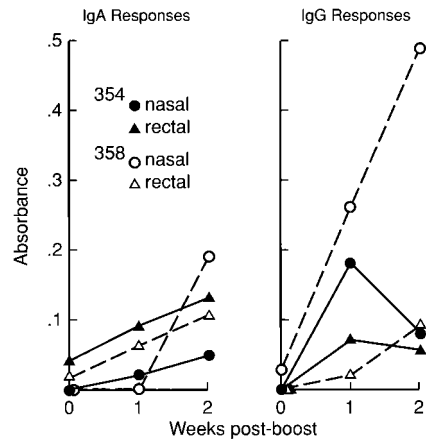 IgA Responses
IgG Responses
.5
.4
.3
.2
.1
Absorbance
354 nasal
rectal
358 nasal
rectal
0 1 2
0 1 2
Weeks post-boost